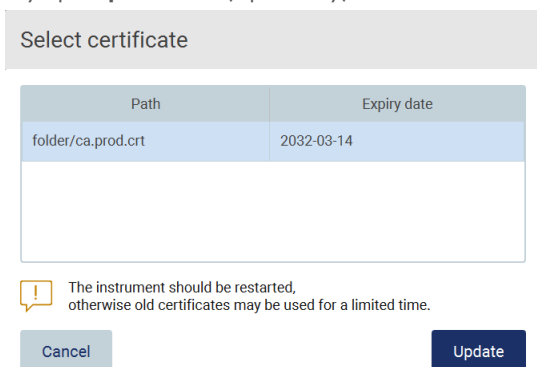 Select certificate
Path Expiry date
folder/ca.prod.crt 2032-03-14
! The instrument should be restarted,
otherwise old certificates may be used for a limited time.
Cancel Update